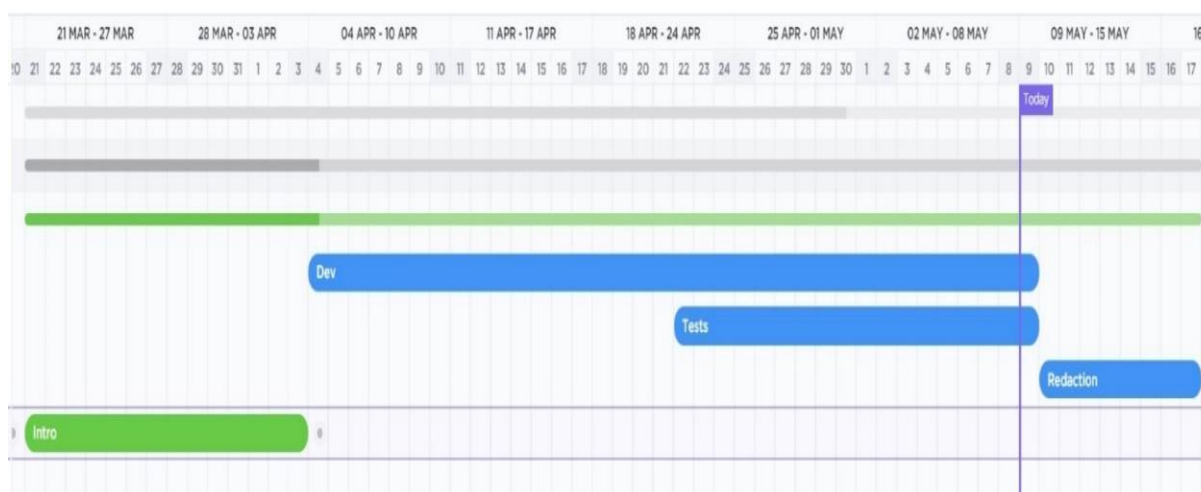 21 MAR - 27 MAR 28 MAR - 03 APR 04 APR - 10 APR 11 APR - 17 APR 18 APR - 24 APR 25 APR - 01 MAY 02 MAY - 08 MAY 09 MAY - 15 MAY 16
20 21 22 23 24 25 26 27 28 29 30 31 1 2 3 4 5 6 7 8 9 10 11 12 13 14 15 16 17 18 19 20 21 22 23 24 25 26 27 28 29 30 1 2 3 4 5 6 7 8 9 10 11 12 13 14 15 16 17
Today
Dev
Tests
Redaction
Intro